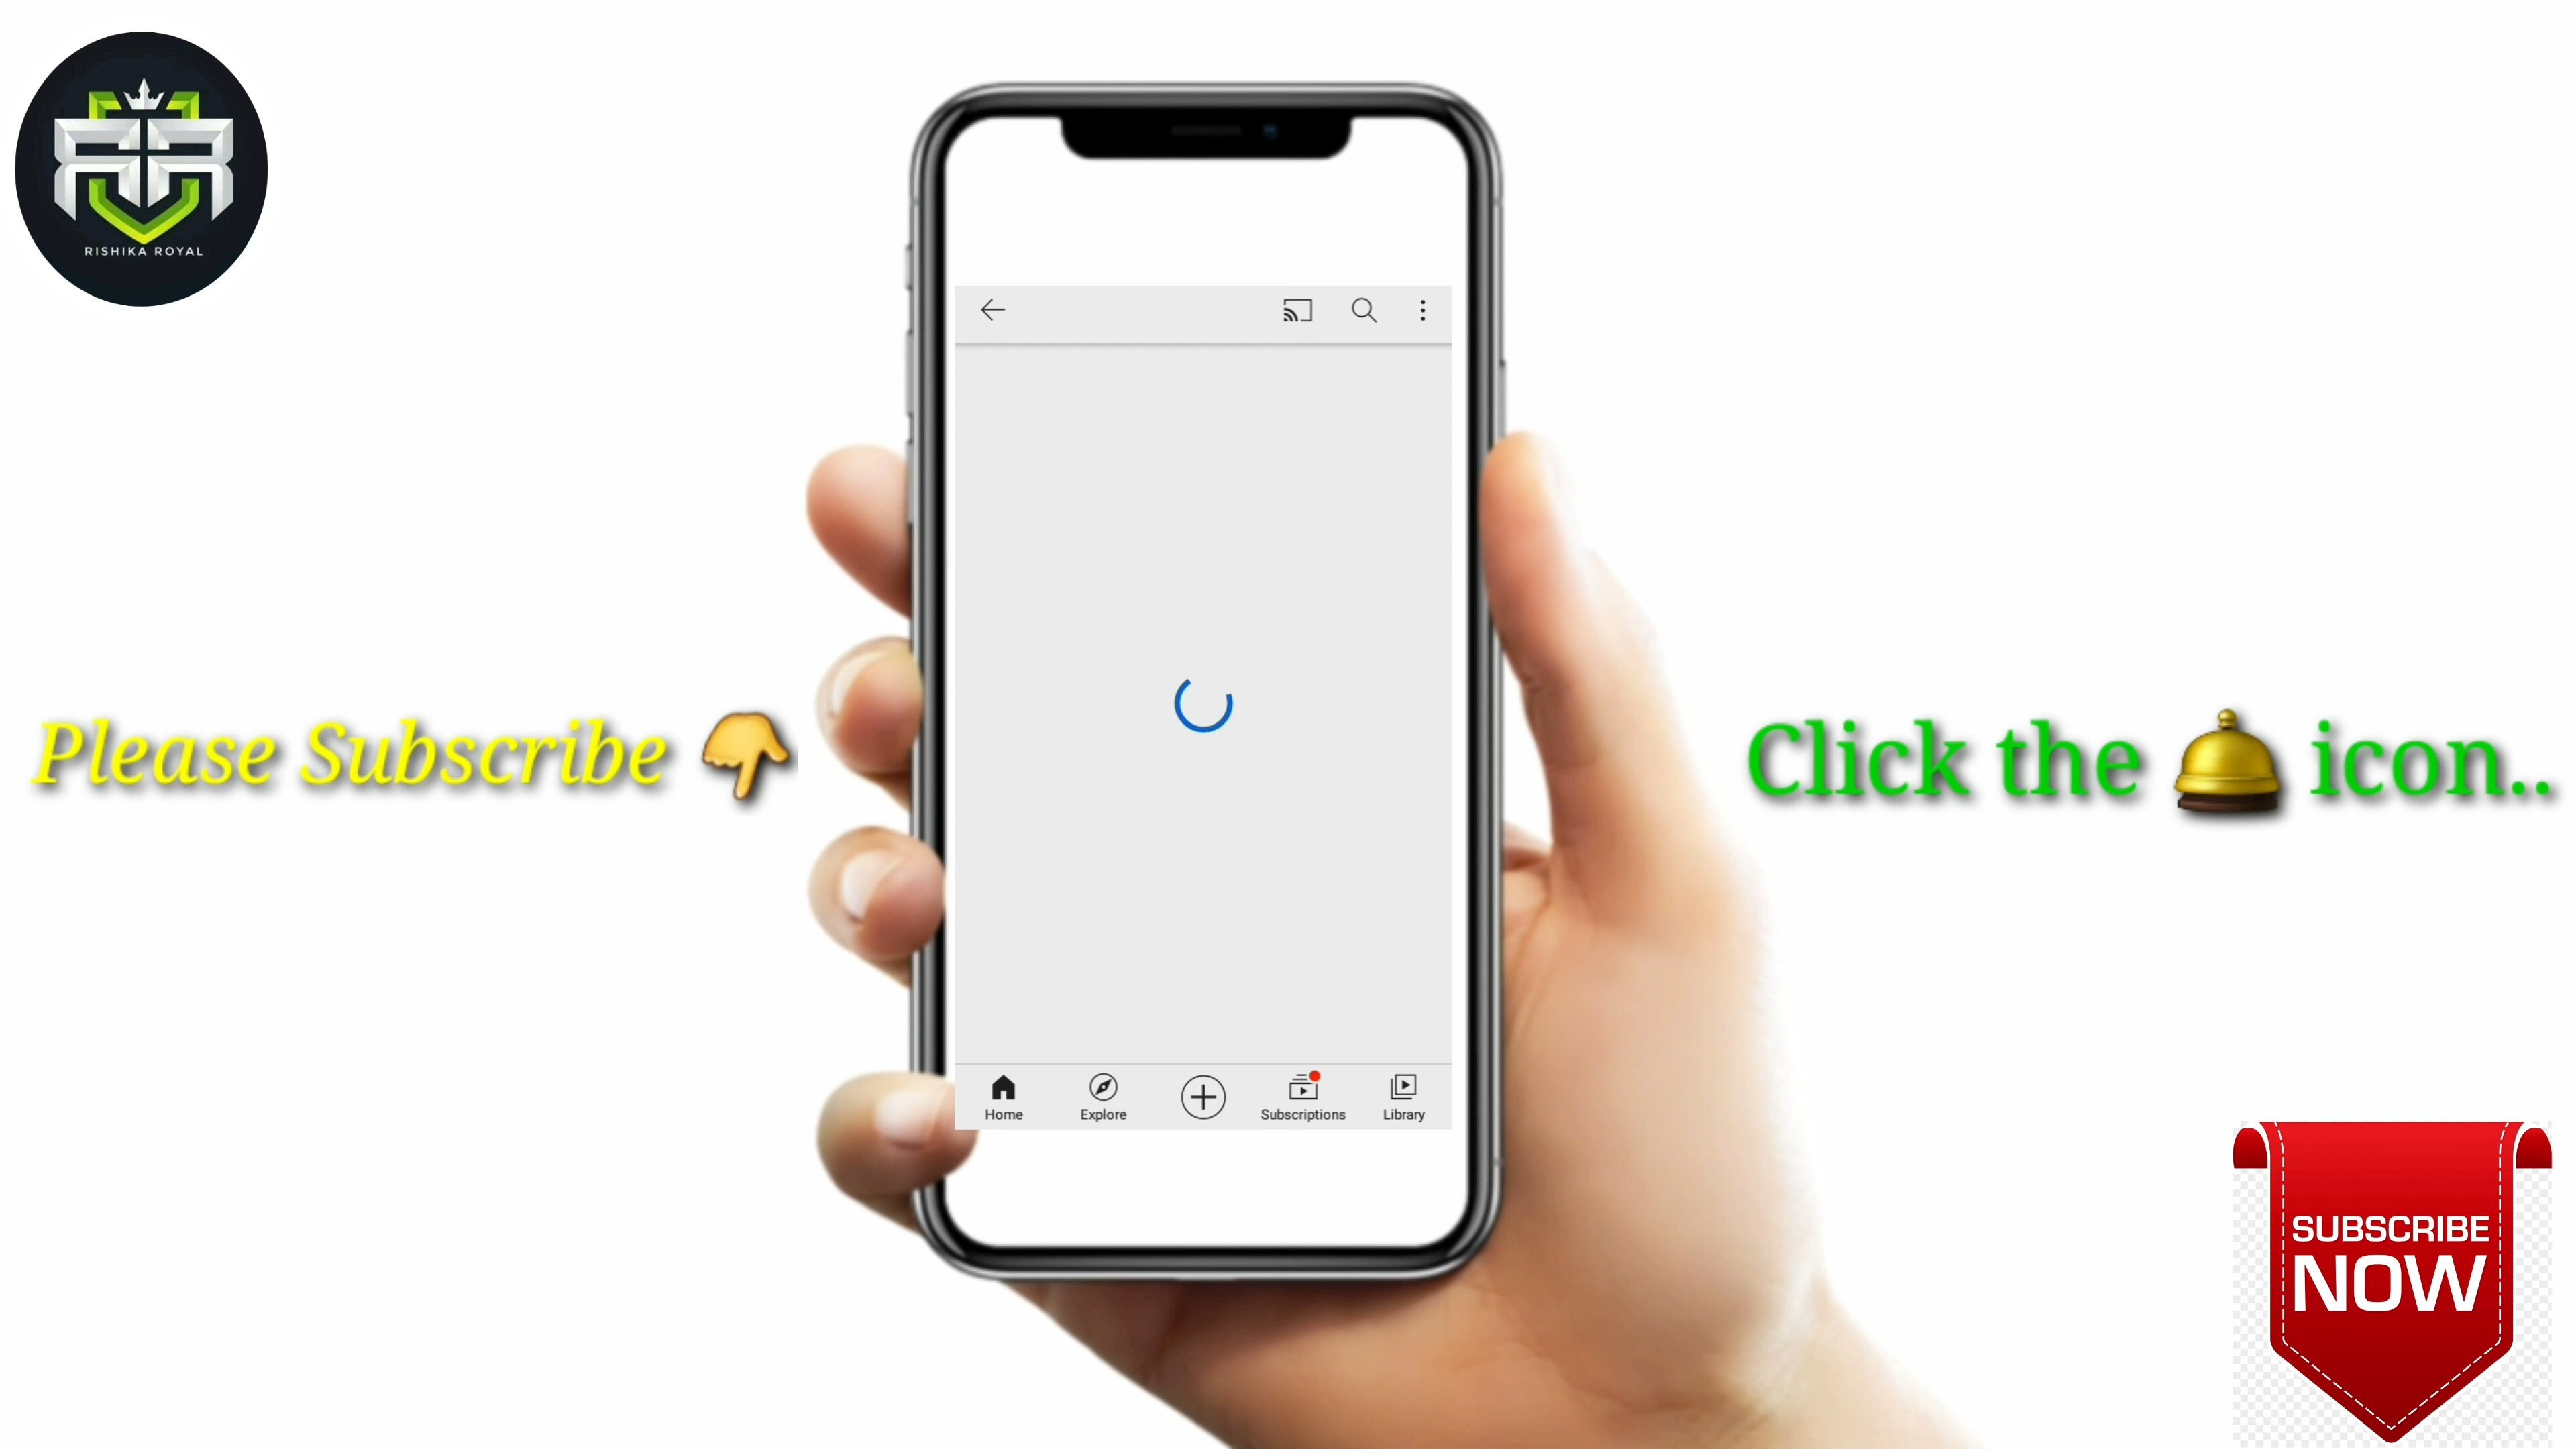 RISHIKA ROYAL
Please Subscribe 👇
Click the 🛎 icon..
Home
Explore
Subscriptions
Library
SUBSCRIBE
NOW